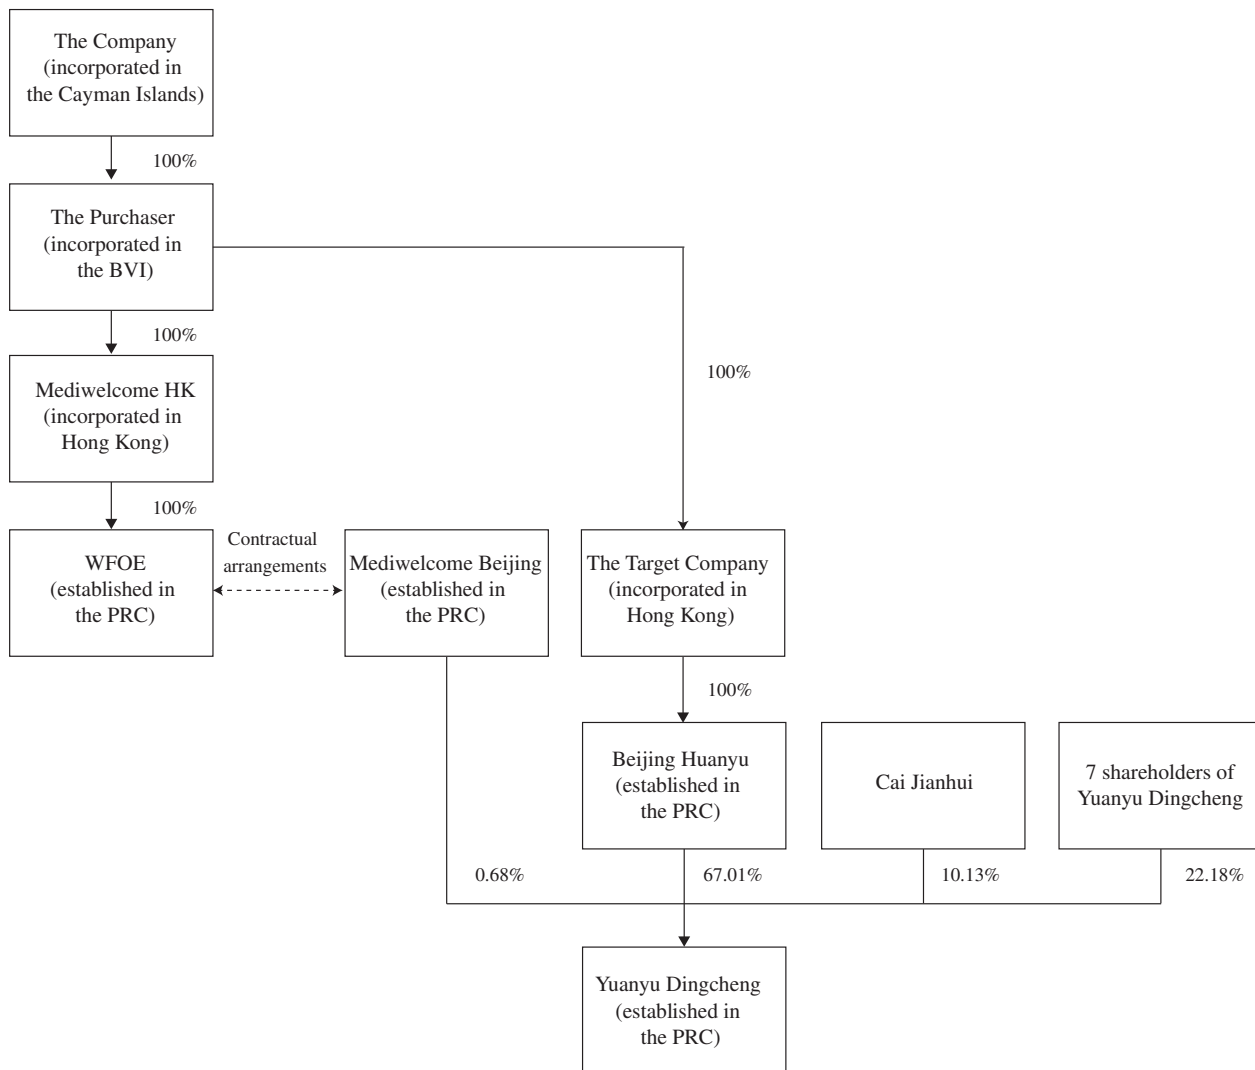 The Company
(incorporated in
the Cayman Islands)
100%
The Purchaser
(incorporated in
the BVI)
100%
100%
Mediwelcome HK
(incorporated in
Hong Kong)
100%
WFOE
(established in
the PRC)
Contractual
arrangements
Mediwelcome Beijing
(established in
the PRC)
The Target Company
(incorporated in
Hong Kong)
100%
Beijing Huanyu
(established in
the PRC)
Cai Jianhui
7 shareholders of
Yuanyu Dingcheng
0.68%
67.01%
10.13%
22.18%
Yuanyu Dingcheng
(established in
the PRC)